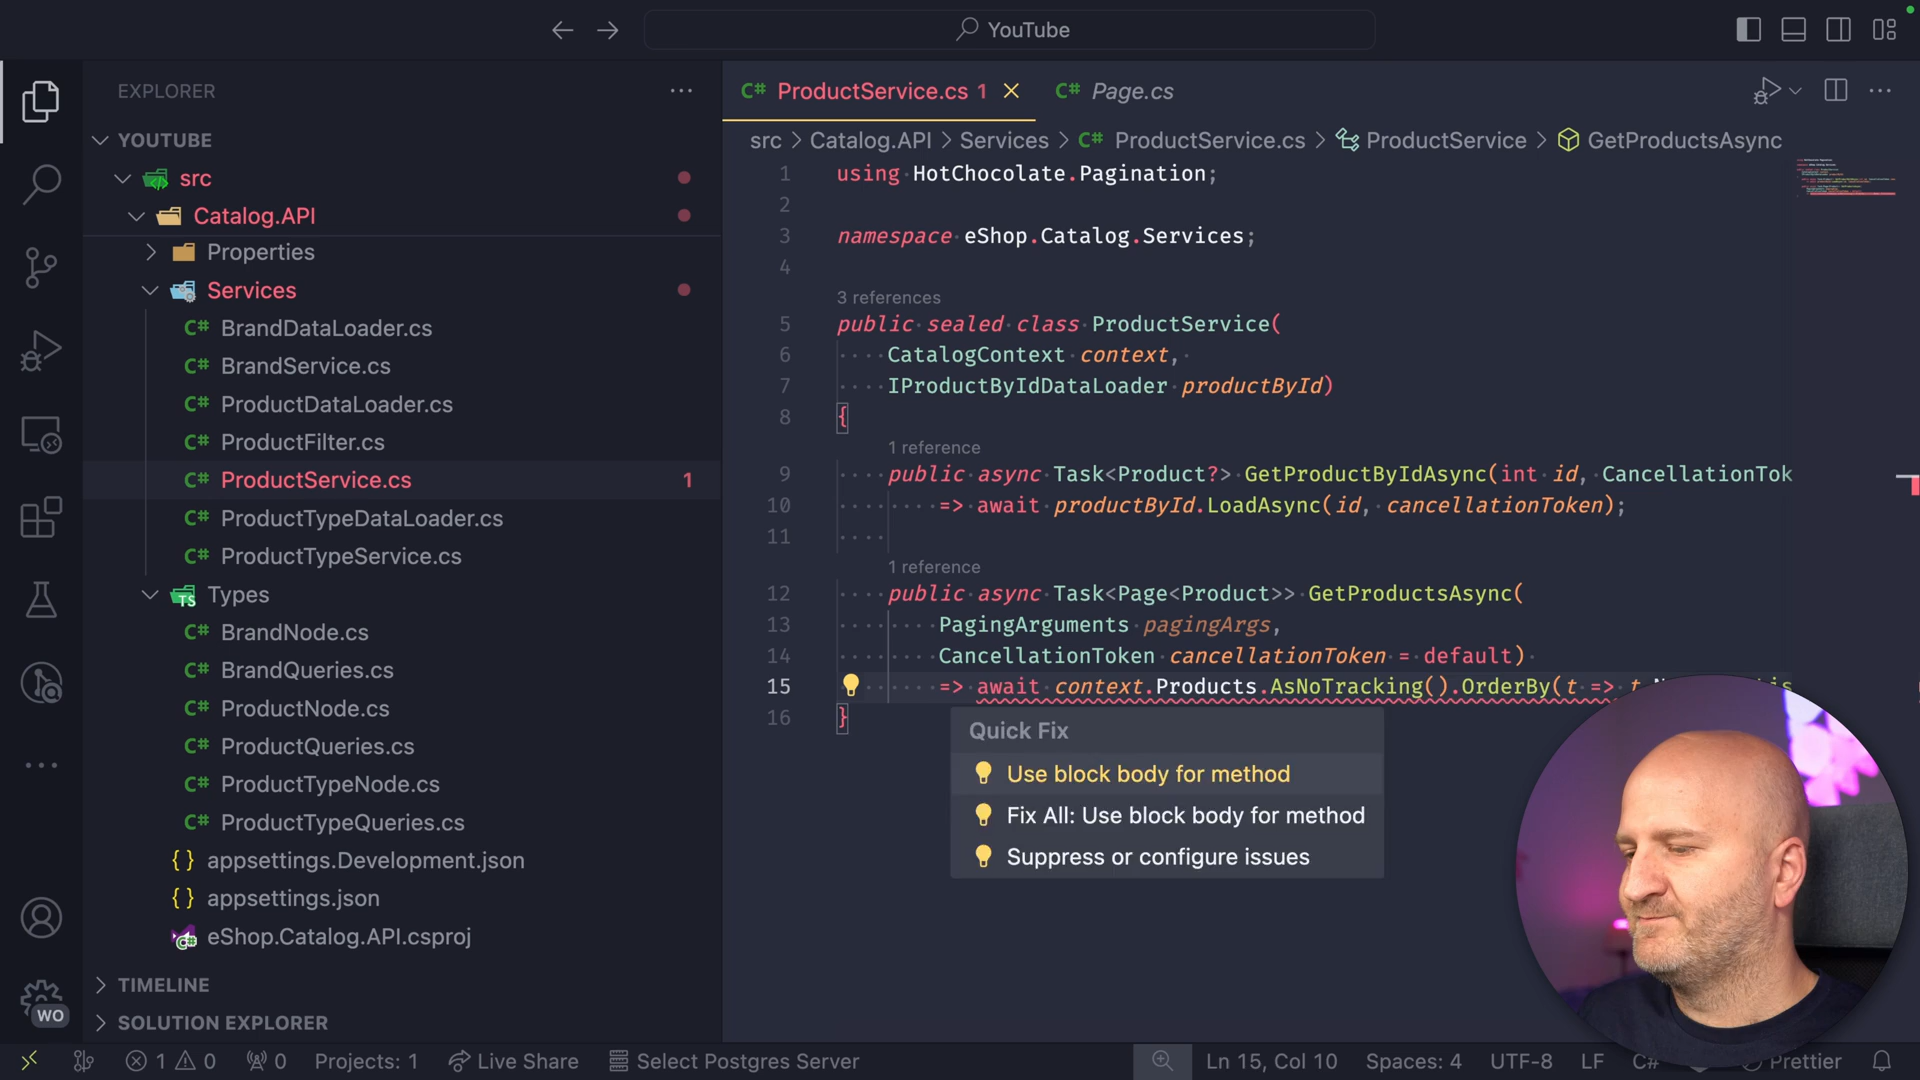 YouTube
EXPLORER
YOUTUBE
src
Catalog.API
Properties
Services
BrandDataLoader.cs
BrandService.cs
ProductDataLoader.cs
ProductFilter.cs
ProductService.cs 1
ProductTypeDataLoader.cs
ProductTypeService.cs
Types
BrandNode.cs
BrandQueries.cs
ProductNode.cs
ProductQueries.cs
ProductTypeNode.cs
ProductTypeQueries.cs
appsettings.Development.json
appsettings.json
eShop.Catalog.API.csproj
TIMELINE
SOLUTION EXPLORER
WO
C# ProductService.cs 1
C# Page.cs
src > Catalog.API > Services > C# ProductService.cs > ProductService > GetProductsAsync
1 using HotChocolate.Pagination;
2
3 namespace eShop.Catalog.Services;
4
3 references
5 public sealed class ProductService(
6 CatalogContext context,
7 IProductByIdDataLoader productById)
8 {
1 reference
9 public async Task<Product?> GetProductByIdAsync(int id, CancellationTok
10 => await productById.LoadAsync(id, cancellationToken);
11
1 reference
12 public async Task<Page<Product>> GetProductsAsync(
13 PagingArguments pagingArgs,
14 CancellationToken cancellationToken = default)
15 => await context.Products.AsNoTracking().OrderBy(t =>
16 }
Quick Fix
Use block body for method
Fix All: Use block body for method
Suppress or configure issues
1 0 0 Projects: 1 Live Share Select Postgres Server Ln 15, Col 10 Spaces: 4 UTF-8 LF C# Prettier